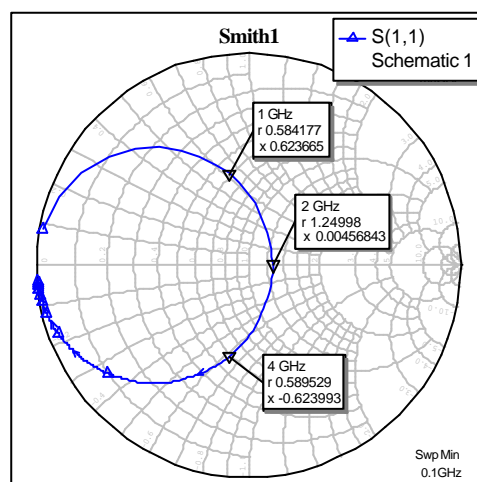 Smith1
S(1,1)
Schematic 1
1 GHz
r 0.584177
x 0.623665
2 GHz
r 1.24998
x 0.00456843
4 GHz
r 0.589529
x -0.623993
Swp Min
0.1GHz